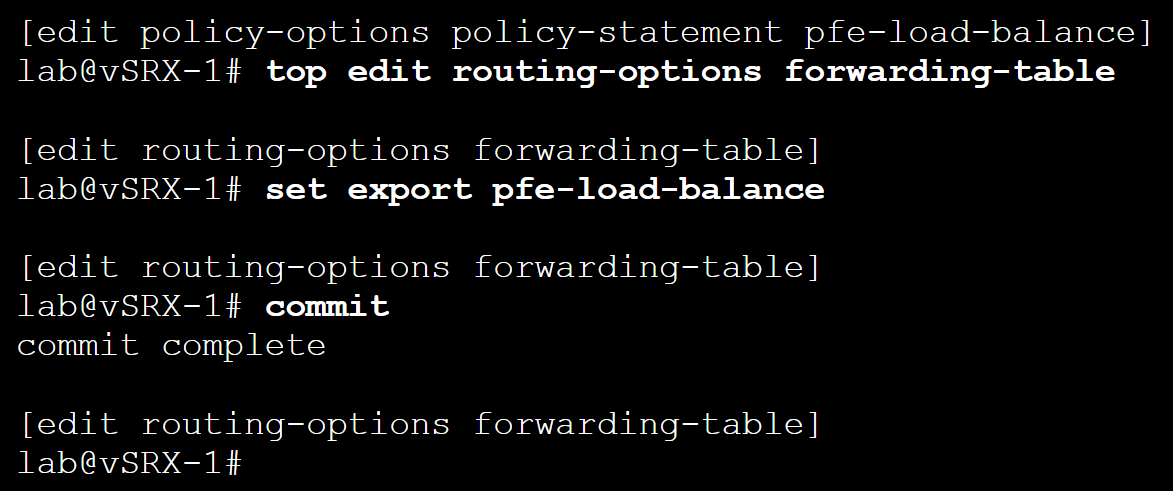 [edit policy-options policy-statement pfe-load-balance]
lab@vSRX-1# top edit routing-options forwarding-table
[edit routing-options forwarding-table]
lab@vSRX-1# set export pfe-load-balance
[edit routing-options forwarding-table]
lab@vSRX-1# commit
commit complete
[edit routing-options forwarding-table]
lab@vSRX-1#